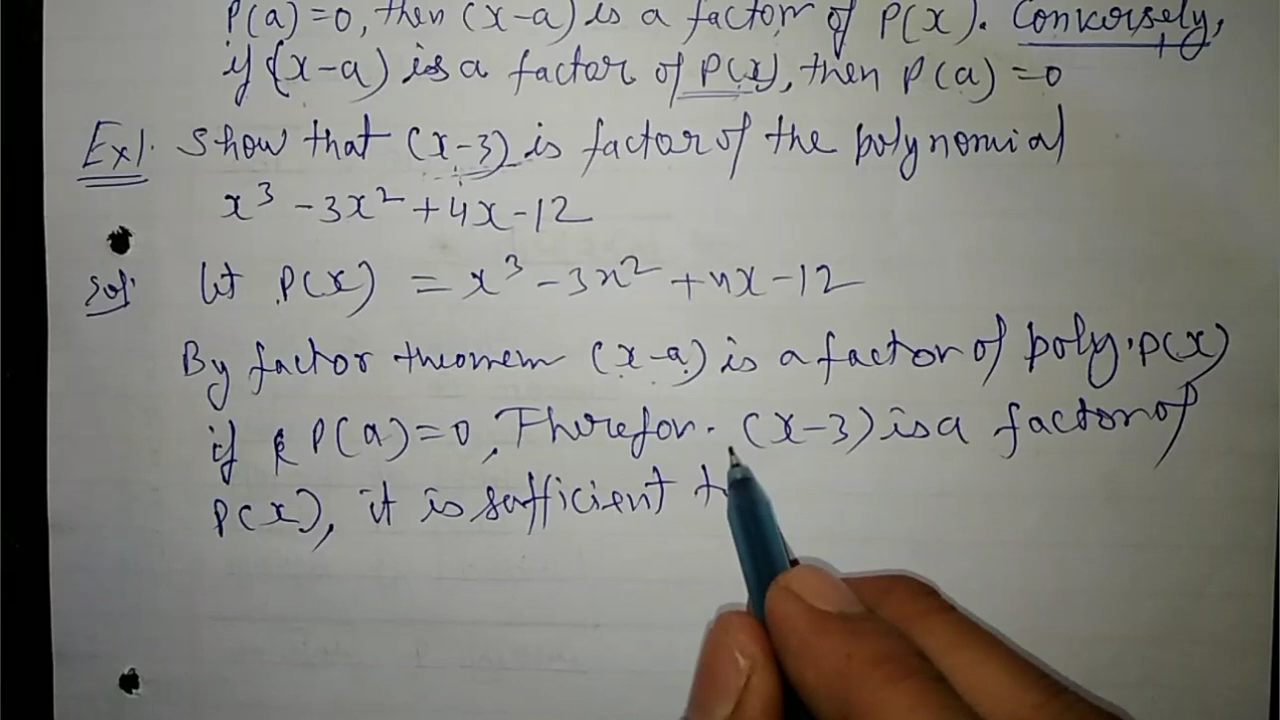 P(a)=0, then (x-a) is a factor of P(x). Conversely,
if (x-a) is a factor of P(x), then P(a)=0
Ex1. Show that (x-3) is factor of the polynomial
x³ -3x² +4x-12
Sol: let P(x) = x³ -3x² +4x-12
By factor theorem (x-a) is a factor of poly. P(x)
if P(a)=0, Therefor. (x-3) is a factor of
P(x), it is sufficient t